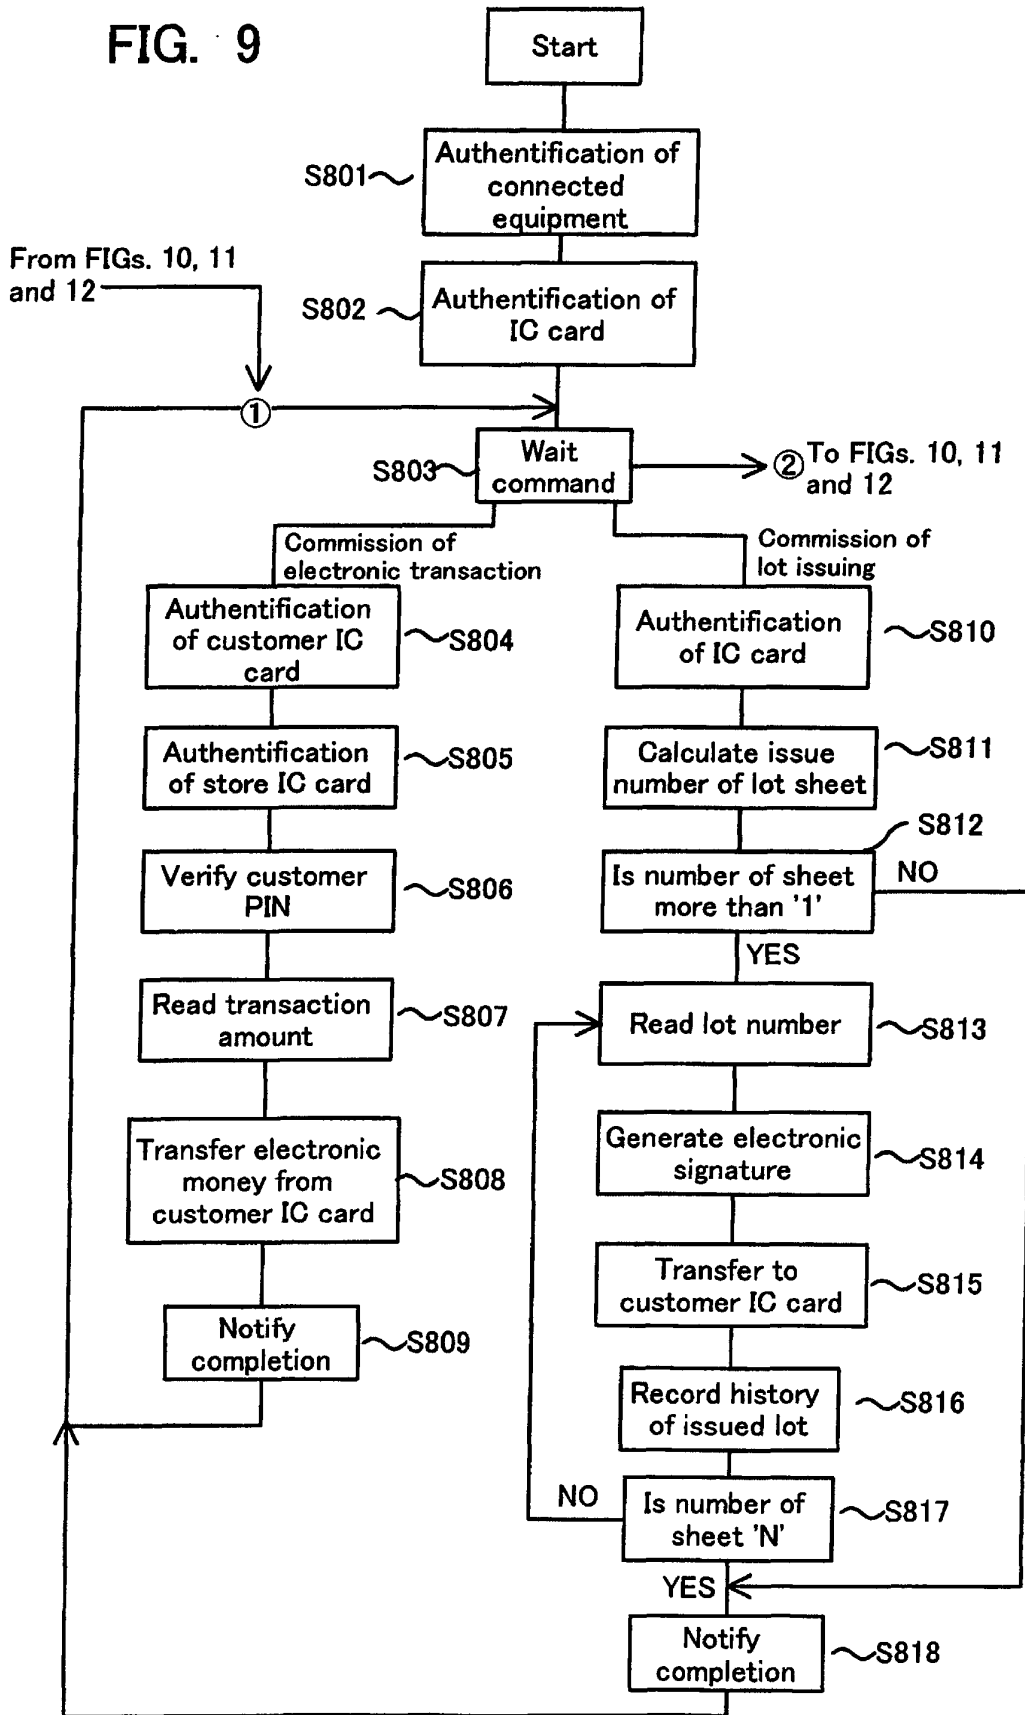 FIG. 9
Start
S801
Authentification of
connected
equipment
From FIGs. 10, 11
and 12
S802
Authentification of
IC card
①
S803
Wait
command
② To FIGs. 10, 11
and 12
Commission of
electronic transaction
Commission of
lot issuing
Authentification
of customer IC
card
S804
Authentification
of store IC card
S805
Verify customer
PIN
S806
Read transaction
amount
S807
Transfer electronic
money from
customer IC card
S808
Notify
completion
S809
Authentification
of IC card
S810
Calculate issue
number of lot sheet
S811
S812
Is number of sheet
more than '1'
NO
YES
Read lot number
S813
Generate electronic
signature
S814
Transfer to
customer IC card
S815
Record history
of issued lot
S816
NO
Is number of
sheet 'N'
S817
YES
Notify
completion
S818